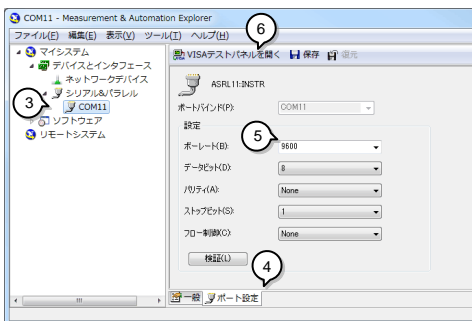 COM11 - Measurement & Automation Explorer
ファイル(F) 編集(E) 表示(V) ツール(T) ヘルプ(H)
6
マイシステム
デバイスとインタフェース
ネットワークデバイス
シリアル&パラレル
3
COM11
ソフトウェア
リモートシステム
VISAテストパネルを開く 保存 復元
ASRL11:INSTR
ポートバインド(P): COM11
設定
5
ボーレート(B): 9600
データビット(D): 8
パリティ(A): None
ストップビット(S): 1
フロー制御(C): None
検証(L)
4
一般 ポート設定